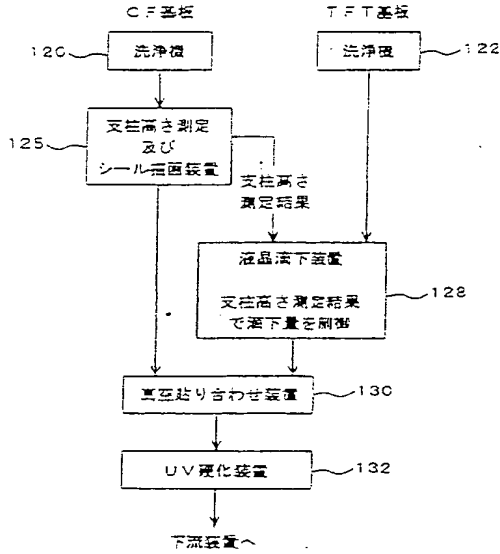 CF基板
TFT基板
120
洗浄機
洗浄機
122
125
支柱高さ測定
及び
シール描画装置
支柱高さ
測定結果
液晶滴下装置
支柱高さ測定結果
で滴下量を制御
128
真空貼り合わせ装置
130
UV硬化装置
132
下流装置へ